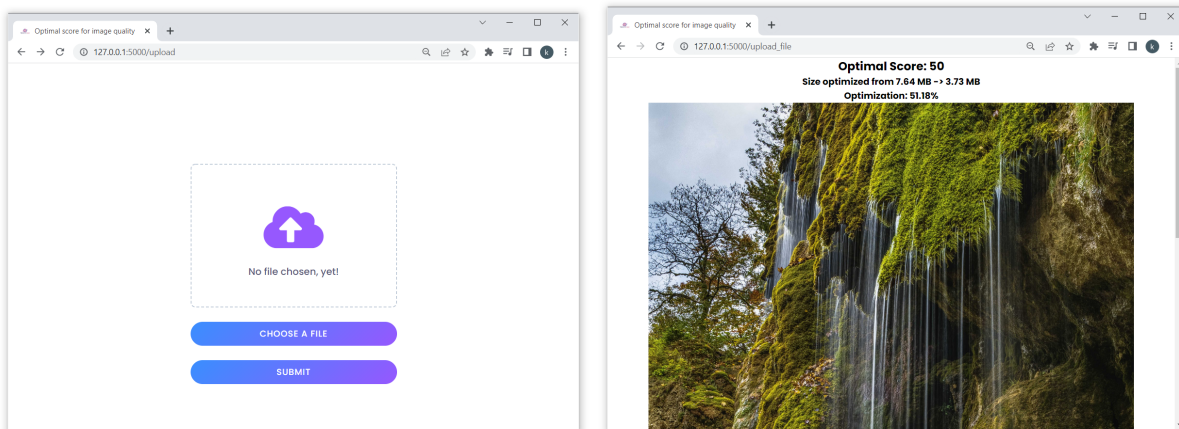 Optimal score for image quality
127.0.0.1:5000/upload
k
No file chosen, yet!
CHOOSE A FILE
SUBMIT
Optimal score for image quality
127.0.0.1:5000/upload_file
k
Optimal Score: 50
Size optimized from 7.64 MB -> 3.73 MB
Optimization: 51.18%